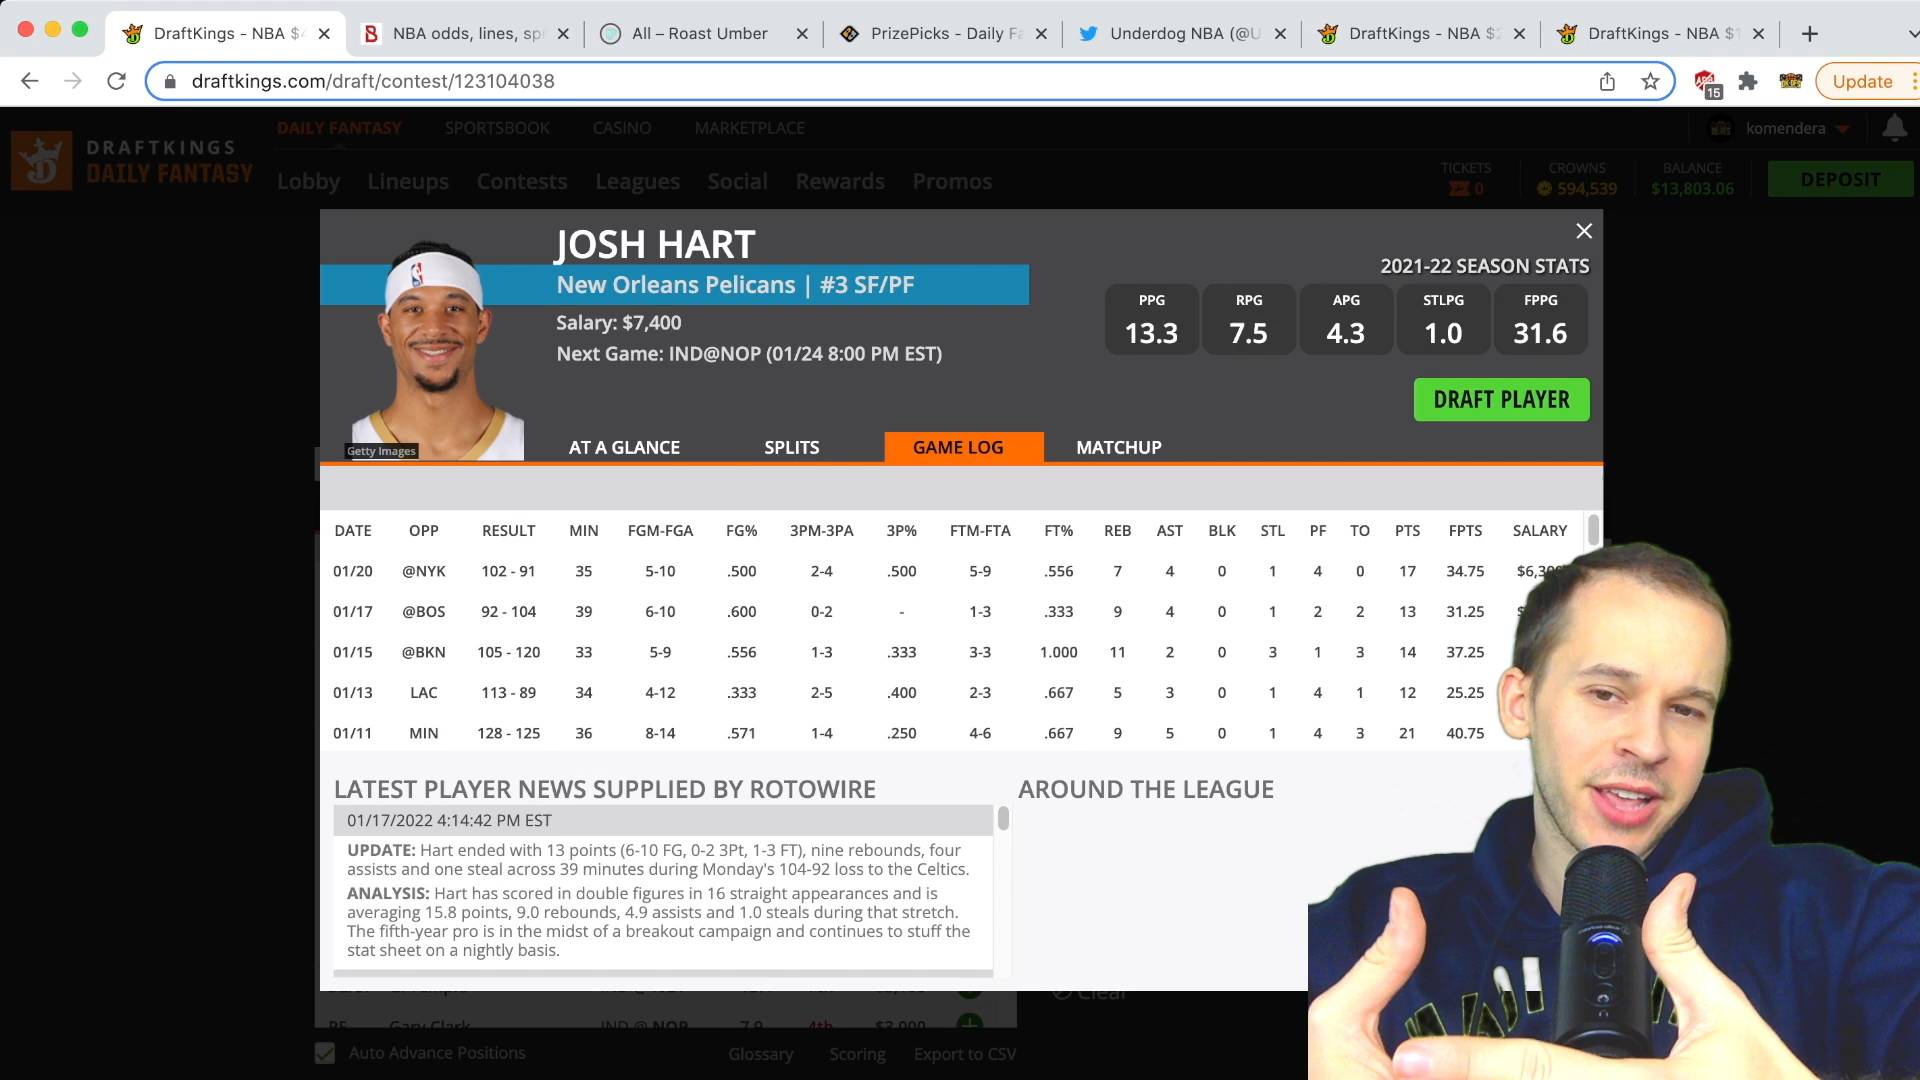 DraftKings - NBA $
NBA odds, lines, sp
All – Roast Umber
PrizePicks - Daily Fa
Underdog NBA (@U
DraftKings - NBA $
DraftKings - NBA $
draftkings.com/draft/contest/123104038
15
Update
DAILY FANTASY SPORTSBOOK CASINO MARKETPLACE
komendera
DRAFTKINGS
DAILY FANTASY
Lobby Lineups Contests Leagues Social Rewards Promos
TICKETS CROWNS BALANCE
0 594,539 $13,803.06
DEPOSIT
JOSH HART
New Orleans Pelicans | #3 SF/PF
Salary: $7,400
Next Game: IND@NOP (01/24 8:00 PM EST)
2021-22 SEASON STATS
PPG RPG APG STLPG FPPG
13.3 7.5 4.3 1.0 31.6
DRAFT PLAYER
Getty Images
AT A GLANCE SPLITS GAME LOG MATCHUP
DATE OPP RESULT MIN FGM-FGA FG% 3PM-3PA 3P% FTM-FTA FT% REB AST BLK STL PF TO PTS FPTS SALARY
01/20 @NYK 102 - 91 35 5-10 .500 2-4 .500 5-9 .556 7 4 0 1 4 0 17 34.75
01/17 @BOS 92 - 104 39 6-10 .600 0-2 - 1-3 .333 9 4 0 1 2 2 13 31.25
01/15 @BKN 105 - 120 33 5-9 .556 1-3 .333 3-3 1.000 11 2 0 3 1 3 14 37.25
01/13 LAC 113 - 89 34 4-12 .333 2-5 .400 2-3 .667 5 3 0 1 4 1 12 25.25
01/11 MIN 128 - 125 36 8-14 .571 1-4 .250 4-6 .667 9 5 0 1 4 3 21 40.75
LATEST PLAYER NEWS SUPPLIED BY ROTOWIRE
AROUND THE LEAGUE
01/17/2022 4:14:42 PM EST
UPDATE: Hart ended with 13 points (6-10 FG, 0-2 3Pt, 1-3 FT), nine rebounds, four
assists and one steal across 39 minutes during Monday's 104-92 loss to the Celtics.
ANALYSIS: Hart has scored in double figures in 16 straight appearances and is
averaging 15.8 points, 9.0 rebounds, 4.9 assists and 1.0 steals during that stretch.
The fifth-year pro is in the midst of a breakout campaign and continues to stuff the
stat sheet on a nightly basis.
Clear
Gary Clark IND @ NOP 7.9 4th $3,000
Auto Advance Positions
Glossary Scoring Export to CSV